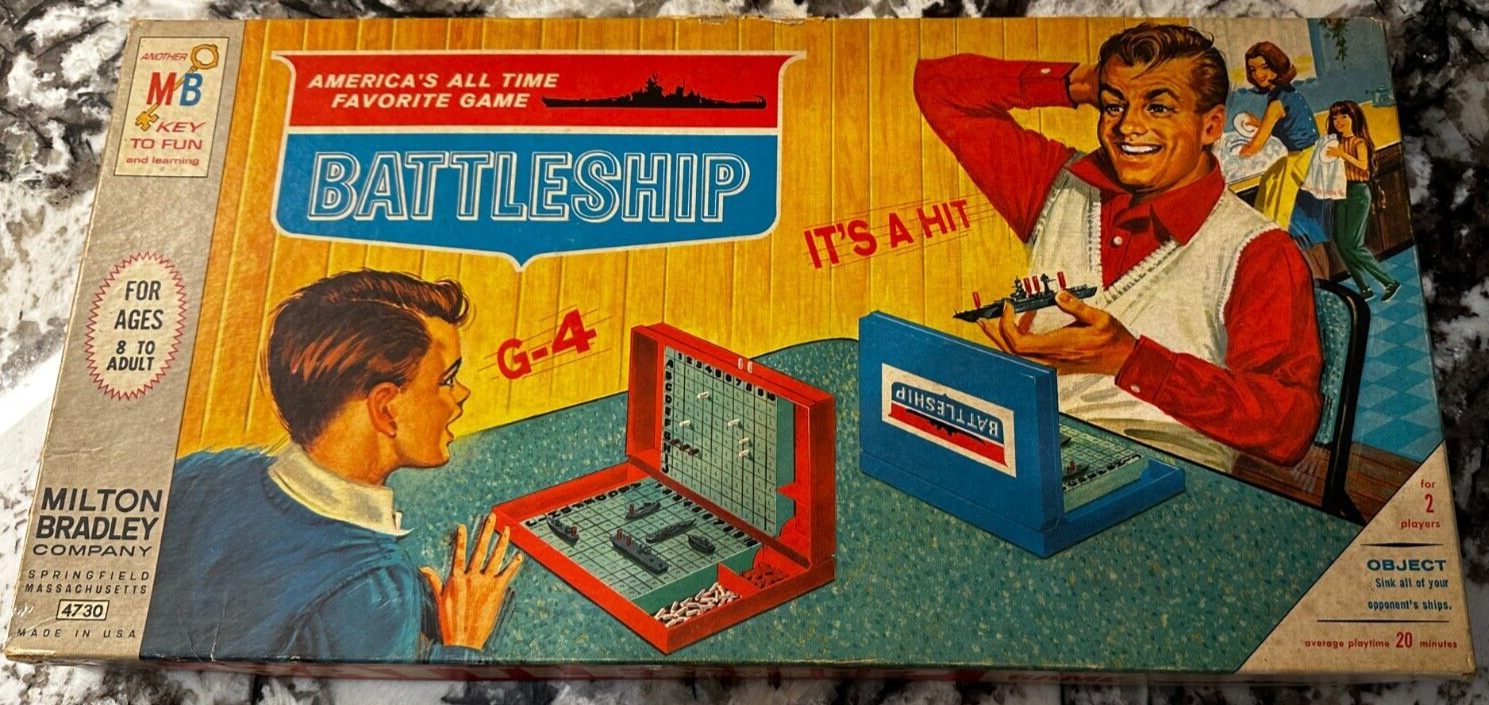 ANOTHER
MB
KEY
TO FUN
and learning
AMERICA'S ALL TIME
FAVORITE GAME
BATTLESHIP
FOR
AGES
8 TO
ADULT
G-4
IT'S A HIT
BATTLESHIP
MILTON
BRADLEY
COMPANY
SPRINGFIELD
MASSACHUSETTS
4730
MADE IN USA
for
2
players
OBJECT
Sink all of your
opponent's ships.
average playtime 20 minutes